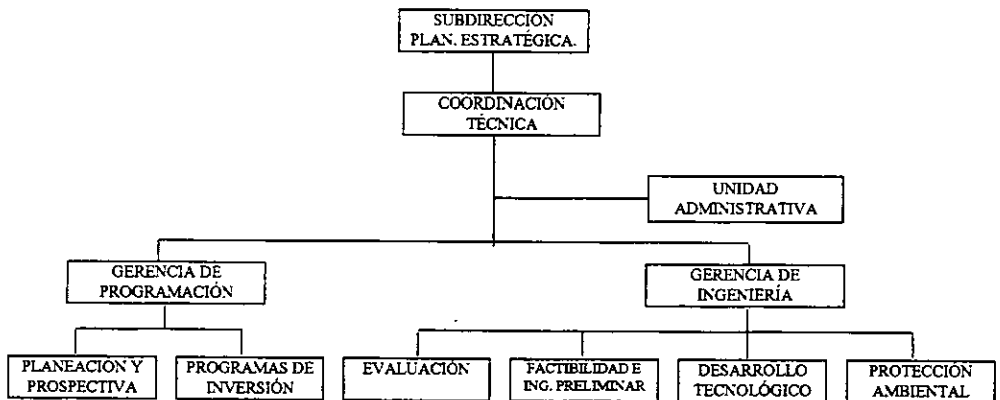 SUBDIRECCIÓN
PLAN. ESTRATÉGICA.
COORDINACIÓN
TÉCNICA
UNIDAD
ADMINISTRATIVA
GERENCIA DE
PROGRAMACIÓN
GERENCIA DE
INGENIERÍA
PLANEACION Y
PROSPECTIVA
PROGRAMAS DE
INVERSIÓN
EVALUACIÓN
FACTIBILIDAD E
ING. PRELIMINAR
DESARROLLO
TECNOLÓGICO
PROTECCIÓN
AMBIENTAL